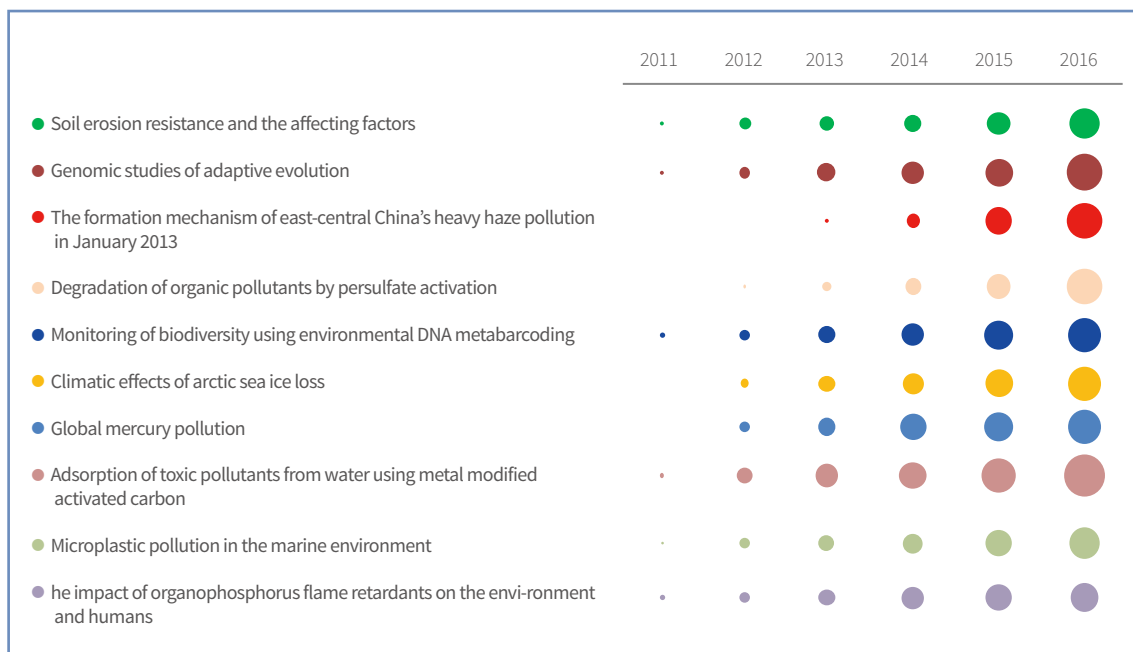 2011 2012 2013 2014 2015 2016
Soil erosion resistance and the affecting factors
Genomic studies of adaptive evolution
The formation mechanism of east-central China’s heavy haze pollution
in January 2013
Degradation of organic pollutants by persulfate activation
Monitoring of biodiversity using environmental DNA metabarcoding
Climatic effects of arctic sea ice loss
Global mercury pollution
Adsorption of toxic pollutants from water using metal modified
activated carbon
Microplastic pollution in the marine environment
he impact of organophosphorus flame retardants on the envi-ronment
and humans